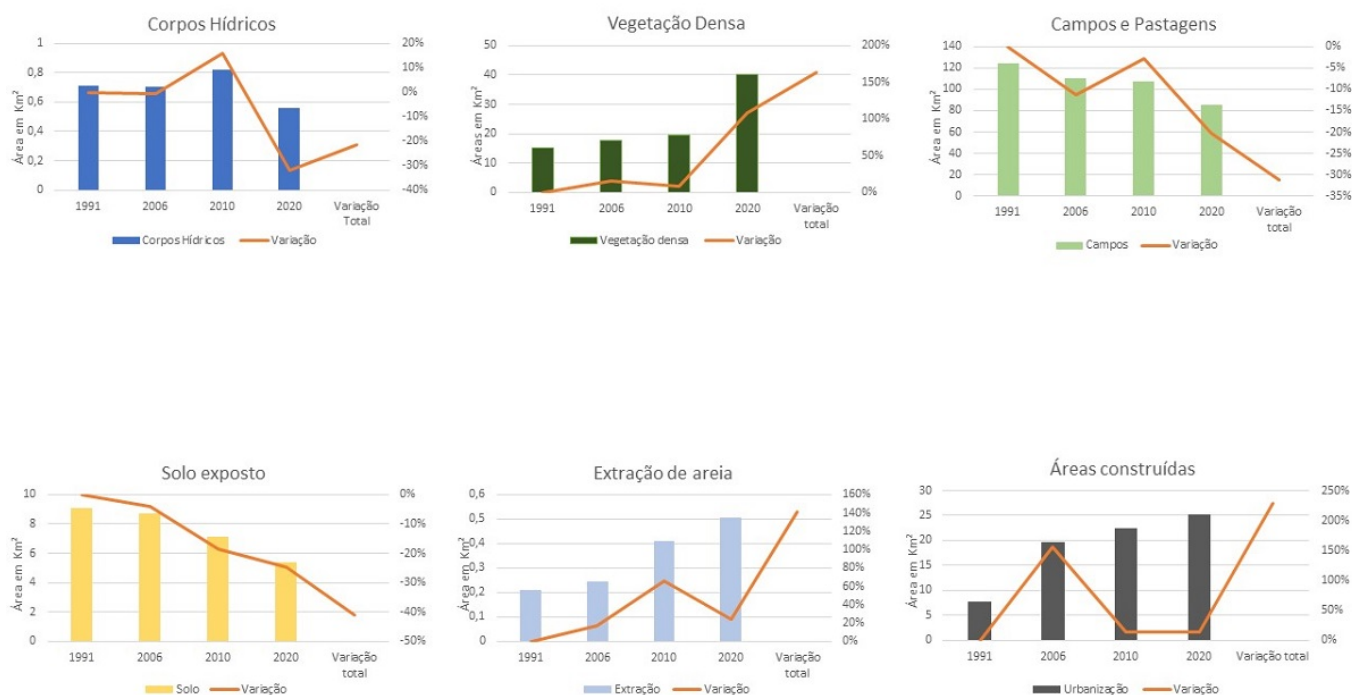 Corpos Hídricos
Área em Km²
1
0,8
0,6
0,4
0,2
0
20%
10%
0%
-10%
-20%
-30%
-40%
1991 2006 2010 2020 Variação
Total
Corpos Hídricos Variação
Vegetação Densa
Áreas em Km²
50
40
30
20
10
0
200%
150%
100%
50%
0%
1991 2006 2010 2020 Variação
total
Vegetação densa Variação
Campos e Pastagens
Área em Km²
140
120
100
80
60
40
20
0
0%
-5%
-10%
-15%
-20%
-25%
-30%
-35%
1991 2006 2010 2020 Variação
total
Campos Variação
Solo exposto
Área em Km²
10
8
6
4
2
0
0%
-10%
-20%
-30%
-40%
-50%
1991 2006 2010 2020 Variação
total
Solo Variação
Extração de areia
Área em Km²
0,6
0,5
0,4
0,3
0,2
0,1
0
160%
140%
120%
100%
80%
60%
40%
20%
0%
1991 2006 2010 2020 Variação
total
Extração Variação
Áreas construídas
Área em Km²
30
25
20
15
10
5
0
250%
200%
150%
100%
50%
0%
1991 2006 2010 2020 Variação total
Urbanização Variação